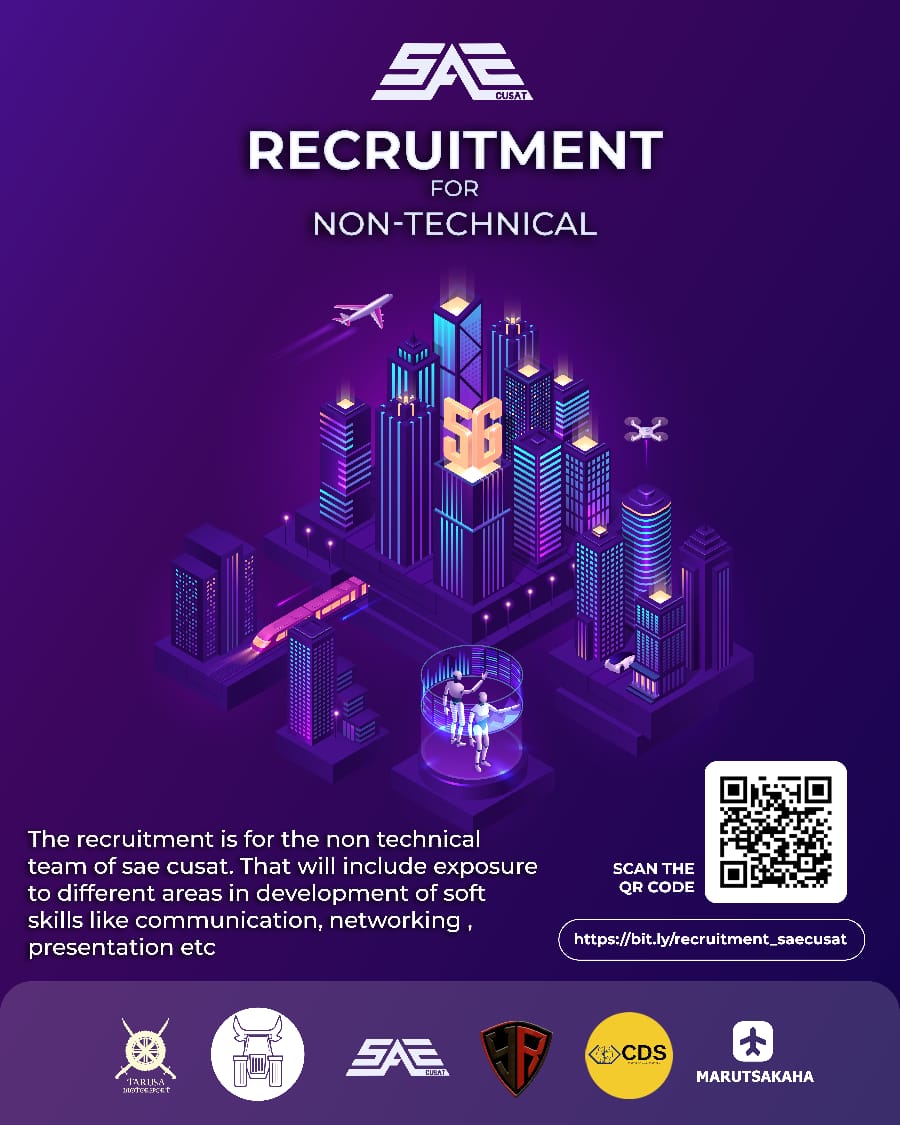 SAE
CUSAT
RECRUITMENT
FOR
NON-TECHNICAL
5G
The recruitment is for the non technical
team of sae cusat. That will include exposure
to different areas in development of soft
skills like communication, networking ,
presentation etc
SCAN THE
QR CODE
https://bit.ly/recruitment_saecusat
TARUSA
MOTORSPORT
SAE
CUSAT
YR
CDS
MARUTSAKAHA